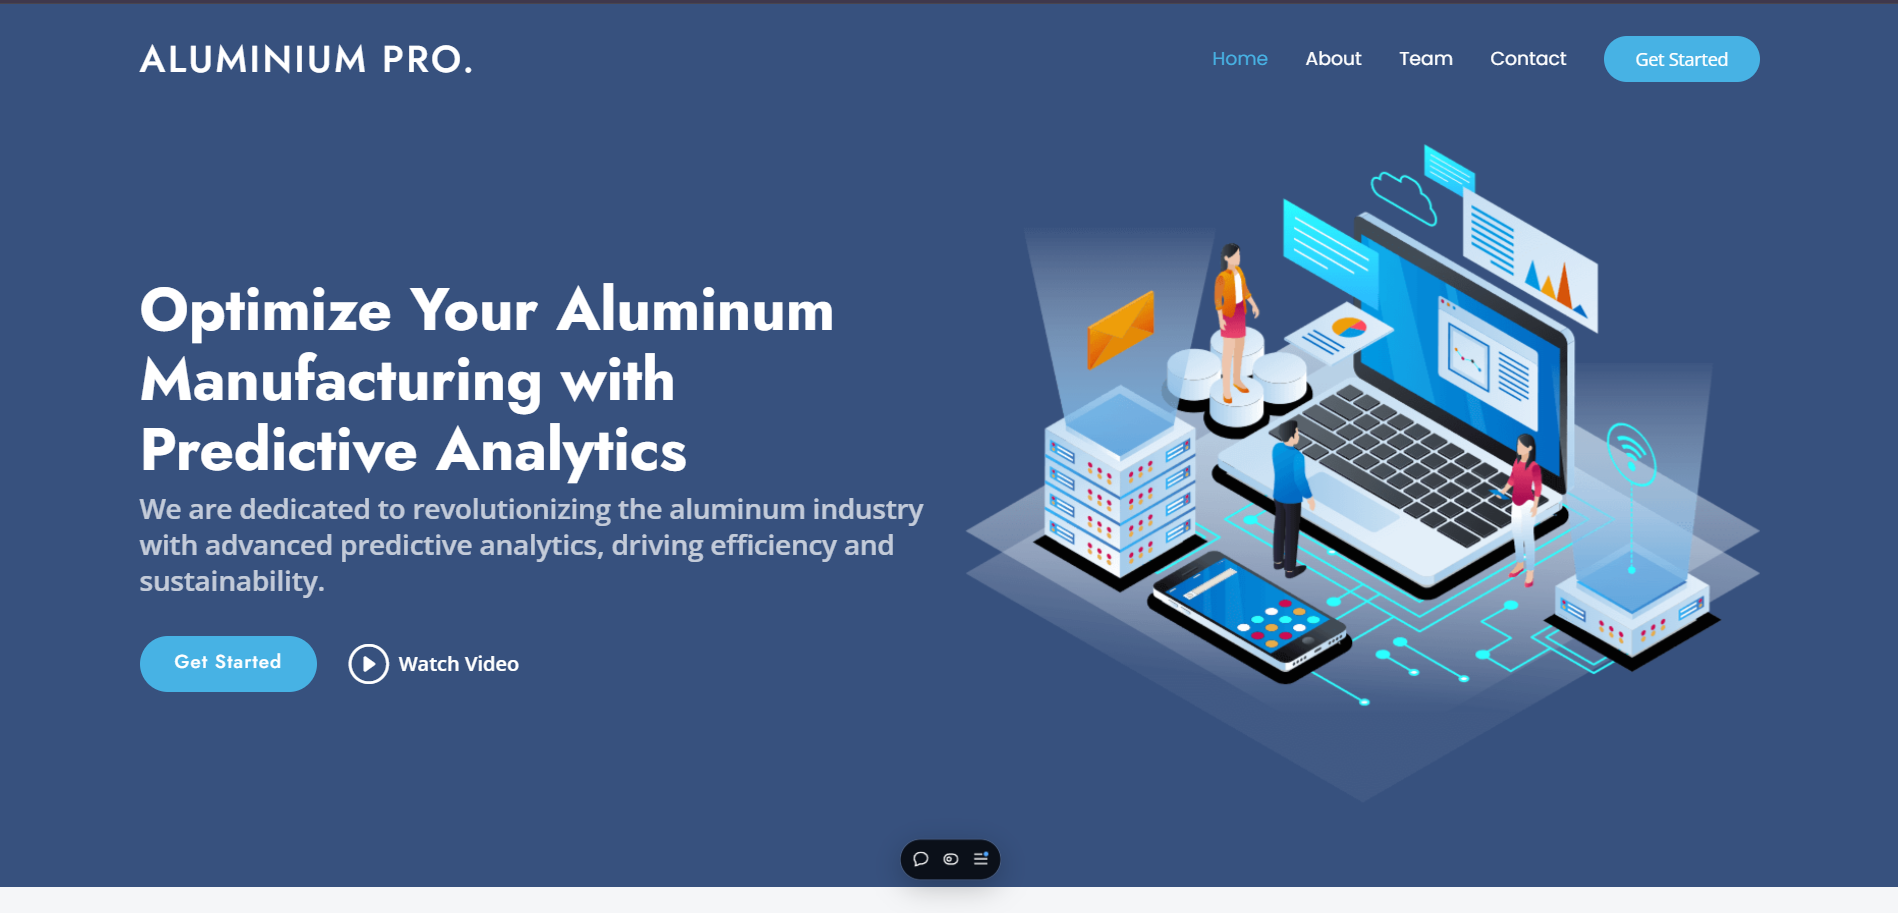 ALUMINIUM PRO.
Home About Team Contact Get Started
Optimize Your Aluminum
Manufacturing with
Predictive Analytics
We are dedicated to revolutionizing the aluminum industry
with advanced predictive analytics, driving efficiency and
sustainability.
Get Started Watch Video